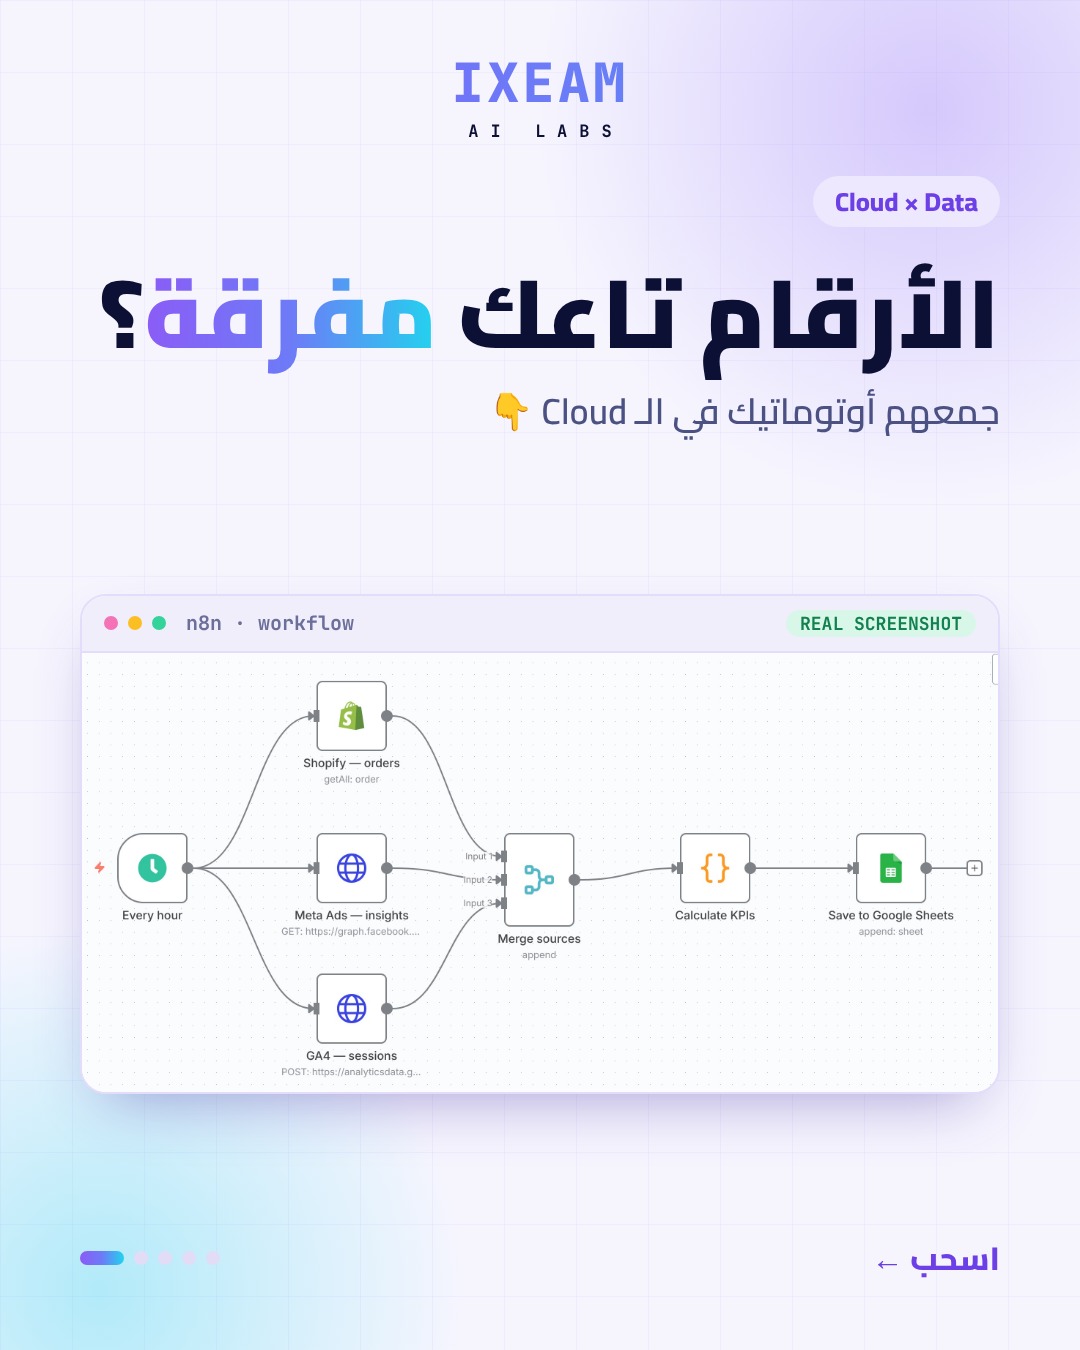 IXEAM
AI LABS
Cloud × Data
الأرقام تاعك مفرقة؟
جمعهم أوتوماتيك في الـ Cloud 👇
n8n · workflow
REAL SCREENSHOT
Shopify — orders
getAll: order
Every hour
Meta Ads — insights
GET: https://graph.facebook....
GA4 — sessions
POST: https://analyticsdata.g...
Input 1
Input 2
Input 3
Merge sources
append
Calculate KPIs
Save to Google Sheets
append: sheet
اسحب ←